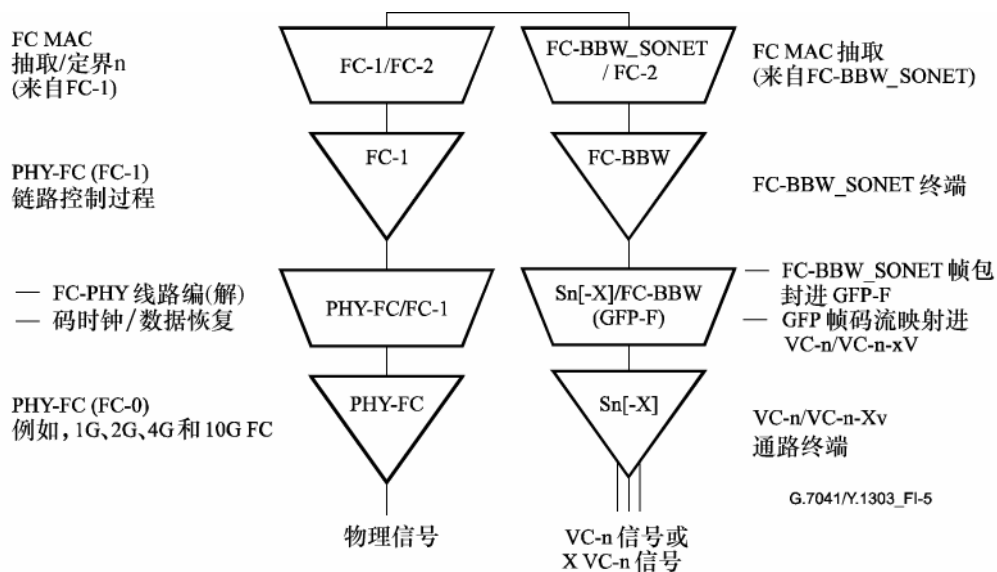 FC MAC
抽取/定界n
(来自FC-1)
FC-1/FC-2
FC-BBW_SONET
/ FC-2
FC MAC 抽取
(来自FC-BBW_SONET)
PHY-FC (FC-1)
链路控制过程
FC-1
FC-BBW
FC-BBW_SONET 终端
— FC-PHY 线路编(解)
— 码时钟/数据恢复
PHY-FC/FC-1
Sn[-X]/FC-BBW
(GFP-F)
— FC-BBW_SONET 帧包
封进 GFP-F
— GFP 帧码流映射进
VC-n/VC-n-xV
PHY-FC (FC-0)
例如，1G、2G、4G 和 10G FC
PHY-FC
Sn[-X]
VC-n/VC-n-Xv
通路终端
G.7041/Y.1303_FI-5
物理信号
VC-n 信号或
X VC-n 信号